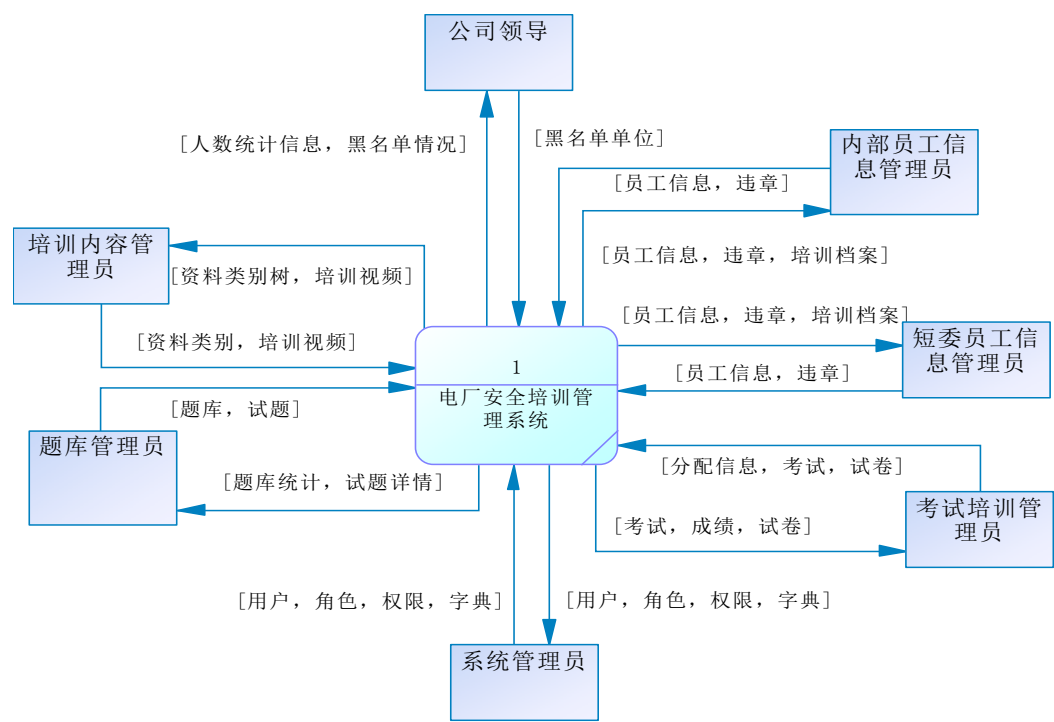 公司领导
[人数统计信息，黑名单情况]
[黑名单单位]
内部员工信
息管理员
[员工信息，违章]
培训内容管
理员
[员工信息，违章，培训档案]
[资料类别树，培训视频]
[员工信息，违章，培训档案]
短委员工信
息管理员
[资料类别，培训视频]
1
电厂安全培训管
理系统
[员工信息，违章]
[题库，试题]
题库管理员
[分配信息，考试，试卷]
[题库统计，试题详情]
考试培训管
理员
[考试，成绩，试卷]
[用户，角色，权限，字典]
[用户，角色，权限，字典]
系统管理员